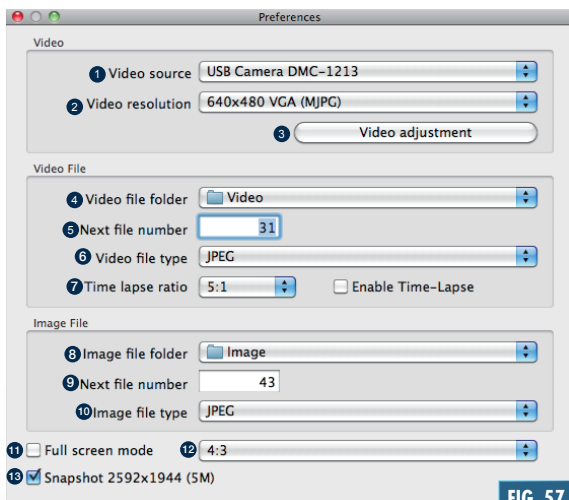 Preferences
Video
1 Video source USB Camera DMC-1213
2 Video resolution 640x480 VGA (MJPG)
3 Video adjustment
Video File
4 Video file folder Video
5 Next file number 31
6 Video file type JPEG
7 Time lapse ratio 5:1 Enable Time-Lapse
Image File
8 Image file folder Image
9 Next file number 43
10 Image file type JPEG
11 Full screen mode 12 4:3
13 Snapshot 2592x1944 (5M)
FIG. 57